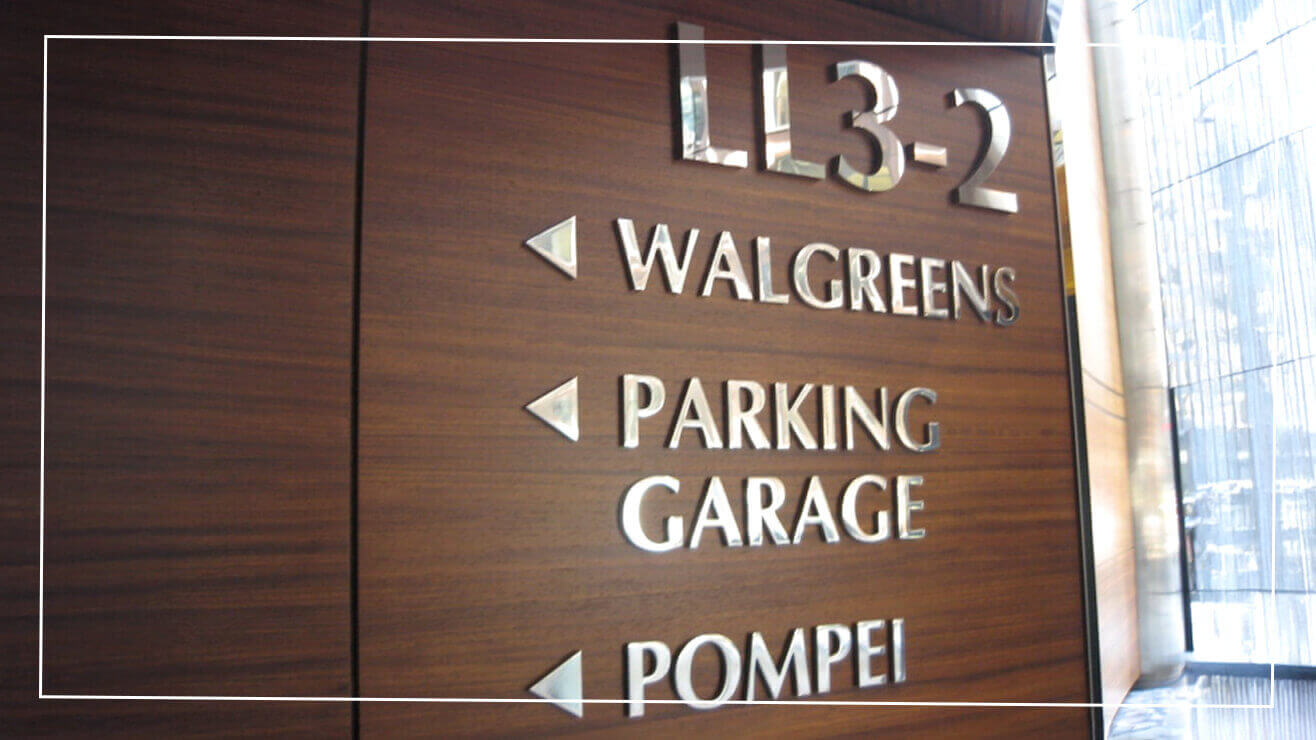 LL3-2
WALGREENS
PARKING
GARAGE
POMPEI